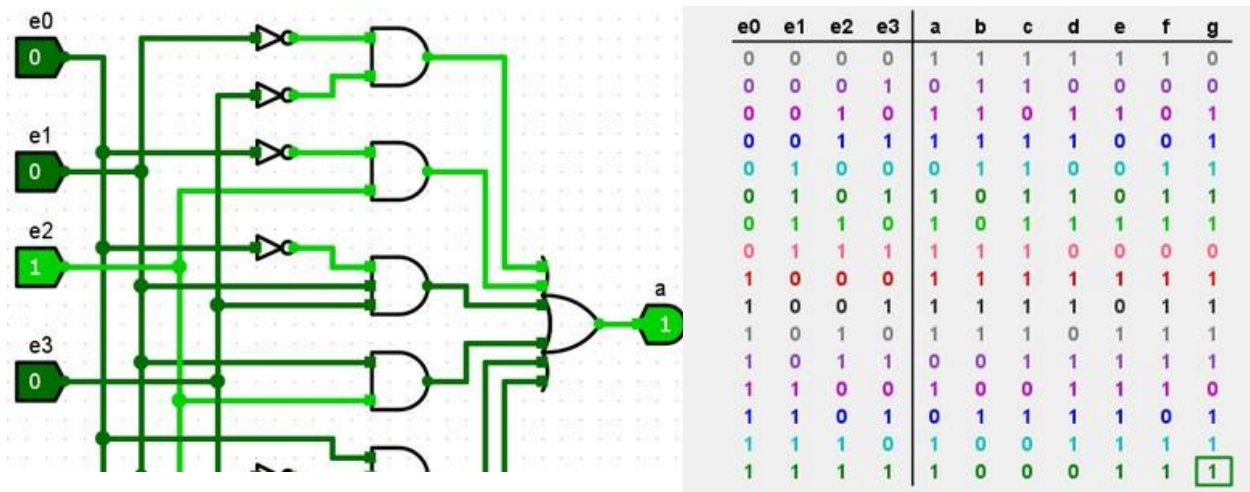 e0
0
e1
0
e2
1
e3
0
a
1
e0 e1 e2 e3 a b c d e f g
0 0 0 0 1 1 1 1 1 1 0
0 0 0 1 0 1 1 0 0 0 0
0 0 1 0 1 1 0 1 1 0 1
0 0 1 1 1 1 1 1 0 0 1
0 1 0 0 0 1 1 0 0 1 1
0 1 0 1 1 0 1 1 0 1 1
0 1 1 0 1 0 1 1 1 1 1
0 1 1 1 1 1 1 0 0 0 0
1 0 0 0 1 1 1 1 1 1 1
1 0 0 1 1 1 1 1 0 1 1
1 0 1 0 1 1 1 0 1 1 1
1 0 1 1 0 0 1 1 1 1 1
1 1 0 0 1 0 0 1 1 1 0
1 1 0 1 0 1 1 1 1 0 1
1 1 1 0 1 0 0 1 1 1 1
1 1 1 1 1 0 0 0 1 1 1